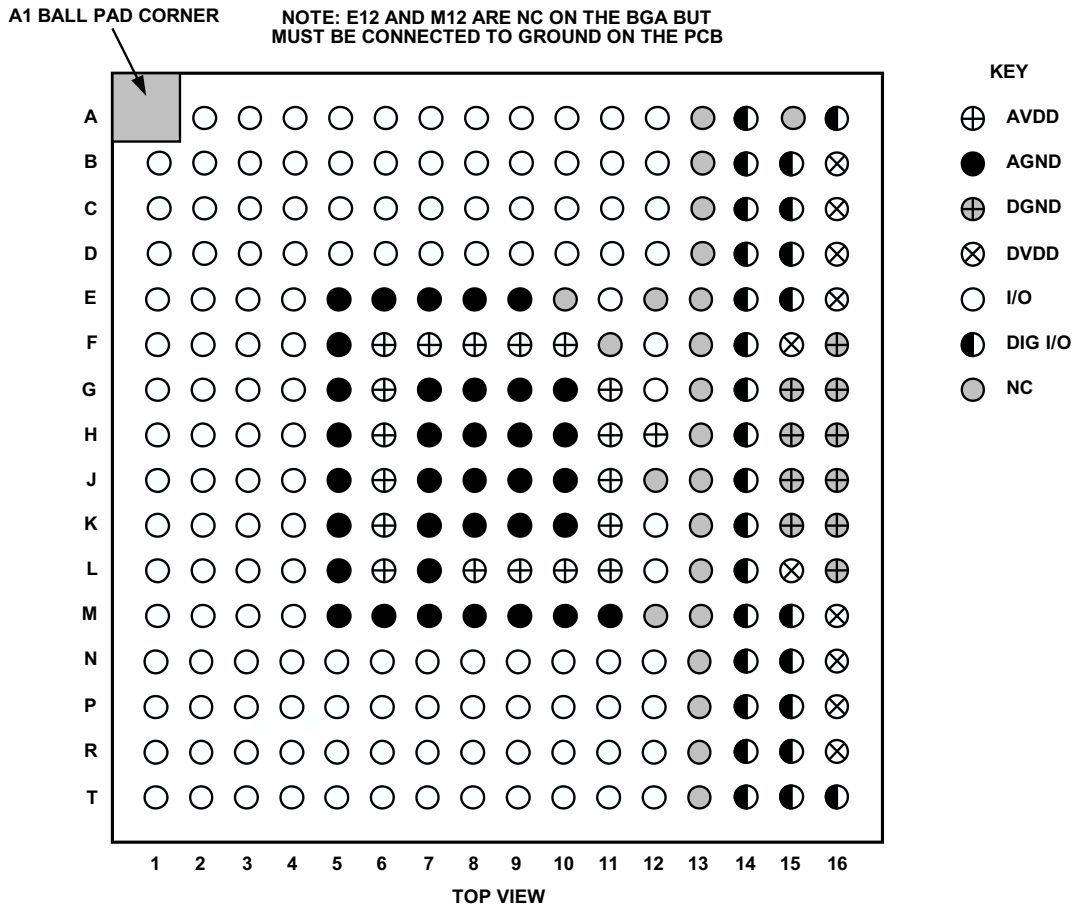 A1 BALL PAD CORNER
NOTE: E12 AND M12 ARE NC ON THE BGA BUT
MUST BE CONNECTED TO GROUND ON THE PCB
KEY
AVDD
AGND
DGND
DVDD
I/O
DIG I/O
NC
A
B
C
D
E
F
G
H
J
K
L
M
N
P
R
T
1 2 3 4 5 6 7 8 9 10 11 12 13 14 15 16
TOP VIEW